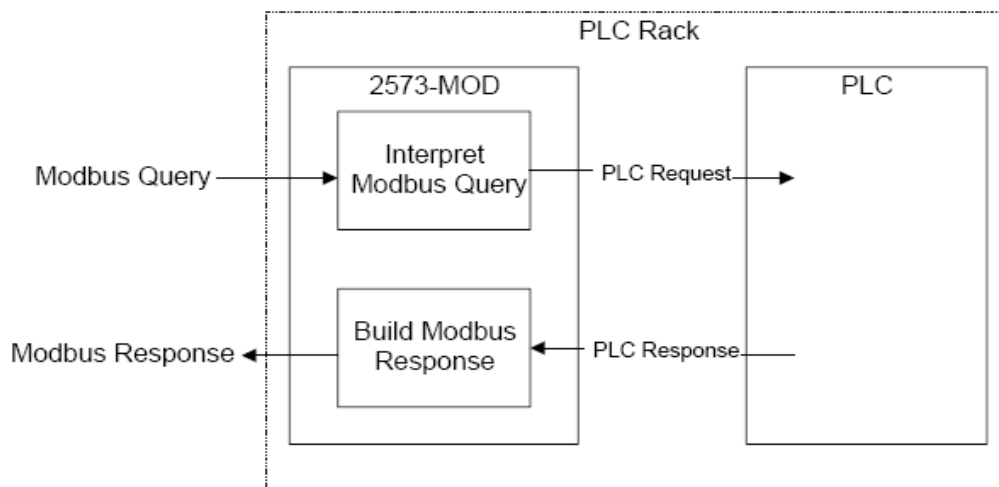 PLC Rack
2573-MOD
PLC
Modbus Query
Interpret
Modbus Query
PLC Request
Modbus Response
Build Modbus
Response
PLC Response